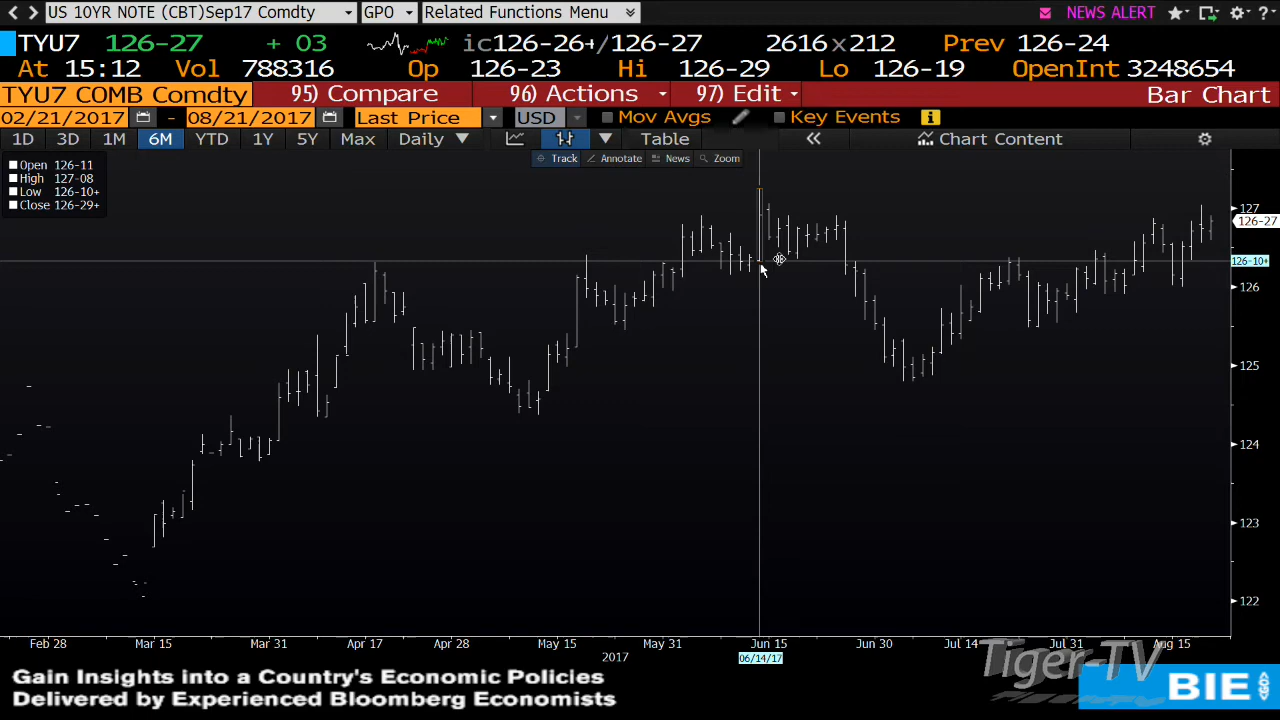 US 10YR NOTE (CBT)Sep17 Comdty GPO Related Functions Menu NEWS ALERT ?
TYU7 126-27 + 03 ic126-26+/126-27 2616x212 Prev 126-24
At 15:12 Vol 788316 Op 126-23 Hi 126-29 Lo 126-19 OpenInt 3248654
TYU7 COMB Comdty 95) Compare 96) Actions 97) Edit Bar Chart
02/21/2017 - 08/21/2017 Last Price USD Mov Avgs Key Events i
1D 3D 1M 6M YTD 1Y 5Y Max Daily Table Chart Content
Track Annotate News Zoom
Open 126-11
High 127-08
Low 126-10+
Close 126-29+
127
126-27
126-10+
126
125
124
123
122
Feb 28 Mar 15 Mar 31 Apr 17 Apr 28 May 15 May 31 Jun 15 Jun 30 Jul 14 Jul 31 Aug 15
2017 06/14/17
Tiger-TV
Gain Insights into a Country's Economic Policies
Delivered by Experienced Bloomberg Economists
BIE